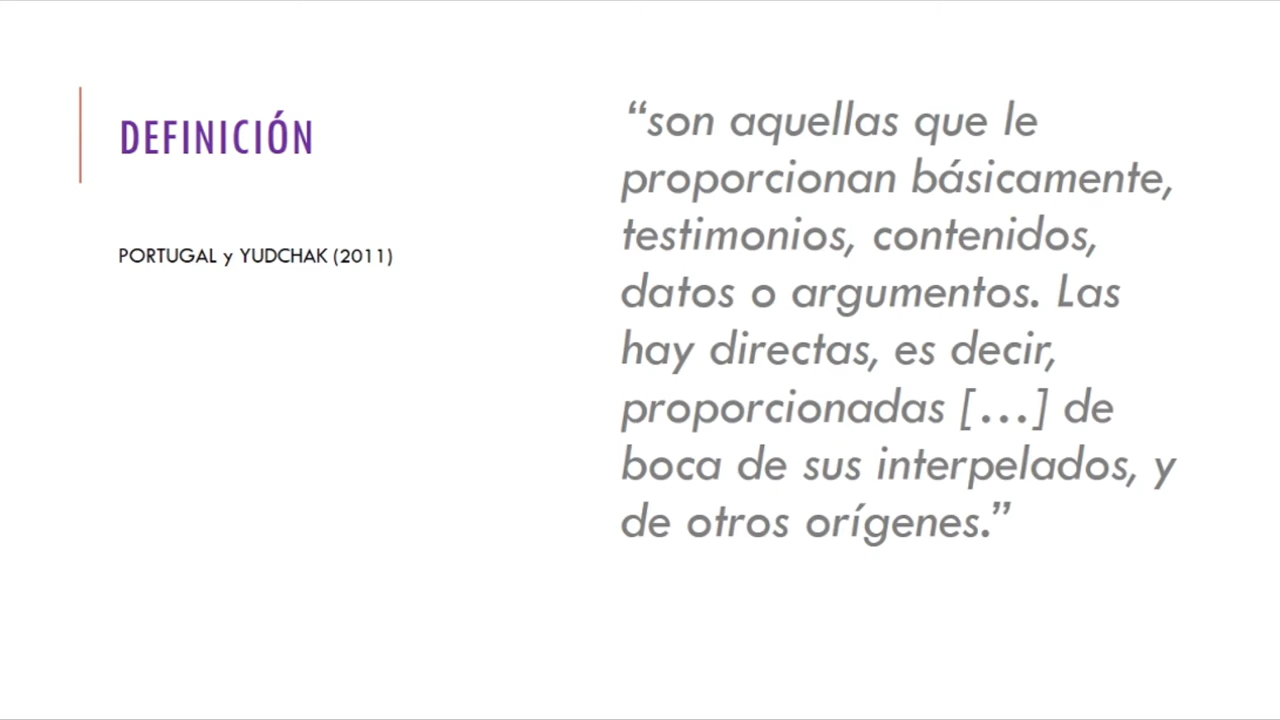 DEFINICIÓN
PORTUGAL y YUDCHAK (2011)
“son aquellas que le
proporcionan básicamente,
testimonios, contenidos,
datos o argumentos. Las
hay directas, es decir,
proporcionadas [...] de
boca de sus interpelados, y
de otros orígenes.”